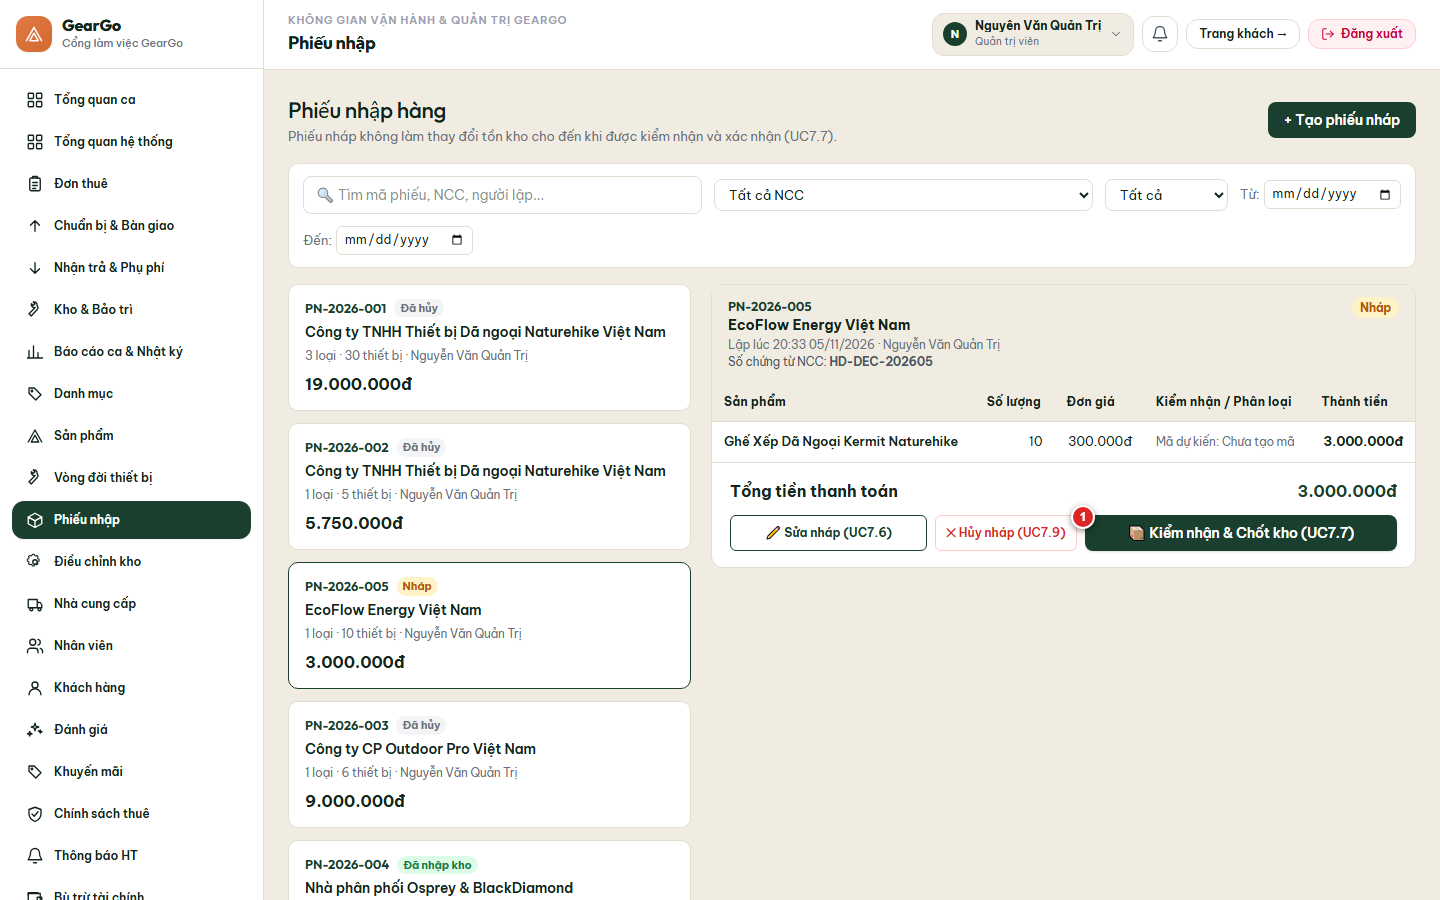 GearGo
Cổng làm việc GearGo
KHÔNG GIAN VẬN HÀNH & QUẢN TRỊ GEARGO
Phiếu nhập
N
Nguyễn Văn Quản Trị
Quản trị viên
Trang khách →
Đăng xuất
Tổng quan ca
Tổng quan hệ thống
Đơn thuê
Chuẩn bị & Bàn giao
Nhận trả & Phụ phí
Kho & Bảo trì
Báo cáo ca & Nhật ký
Danh mục
Sản phẩm
Vòng đời thiết bị
Phiếu nhập
Điều chỉnh kho
Nhà cung cấp
Nhân viên
Khách hàng
Đánh giá
Khuyến mãi
Chính sách thuê
Thông báo HT
Bù trừ tài chính
Phiếu nhập hàng
Phiếu nháp không làm thay đổi tồn kho cho đến khi được kiểm nhận và xác nhận (UC7.7).
+ Tạo phiếu nháp
🔍 Tìm mã phiếu, NCC, người lập...
Tất cả NCC
Tất cả
Từ: mm/dd/yyyy
Đến: mm/dd/yyyy
PN-2026-001 Đã hủy
Công ty TNHH Thiết bị Dã ngoại Naturehike Việt Nam
3 loại · 30 thiết bị · Nguyễn Văn Quản Trị
19.000.000đ
PN-2026-002 Đã hủy
Công ty TNHH Thiết bị Dã ngoại Naturehike Việt Nam
1 loại · 5 thiết bị · Nguyễn Văn Quản Trị
5.750.000đ
PN-2026-005 Nháp
EcoFlow Energy Việt Nam
1 loại · 10 thiết bị · Nguyễn Văn Quản Trị
3.000.000đ
PN-2026-003 Đã hủy
Công ty CP Outdoor Pro Việt Nam
1 loại · 6 thiết bị · Nguyễn Văn Quản Trị
9.000.000đ
PN-2026-004 Đã nhập kho
Nhà phân phối Osprey & BlackDiamond
PN-2026-005 Nháp
EcoFlow Energy Việt Nam
Lập lúc 20:33 05/11/2026 · Nguyễn Văn Quản Trị
Số chứng từ NCC: HD-DEC-202605
Sản phẩm Số lượng Đơn giá Kiểm nhận / Phân loại Thành tiền
Ghế Xếp Dã Ngoại Kermit Naturehike 10 300.000đ Mã dự kiến: Chưa tạo mã 3.000.000đ
Tổng tiền thanh toán 3.000.000đ
✏️ Sửa nháp (UC7.6)
✕ Hủy nháp (UC7.9)
1
📦 Kiểm nhận & Chốt kho (UC7.7)